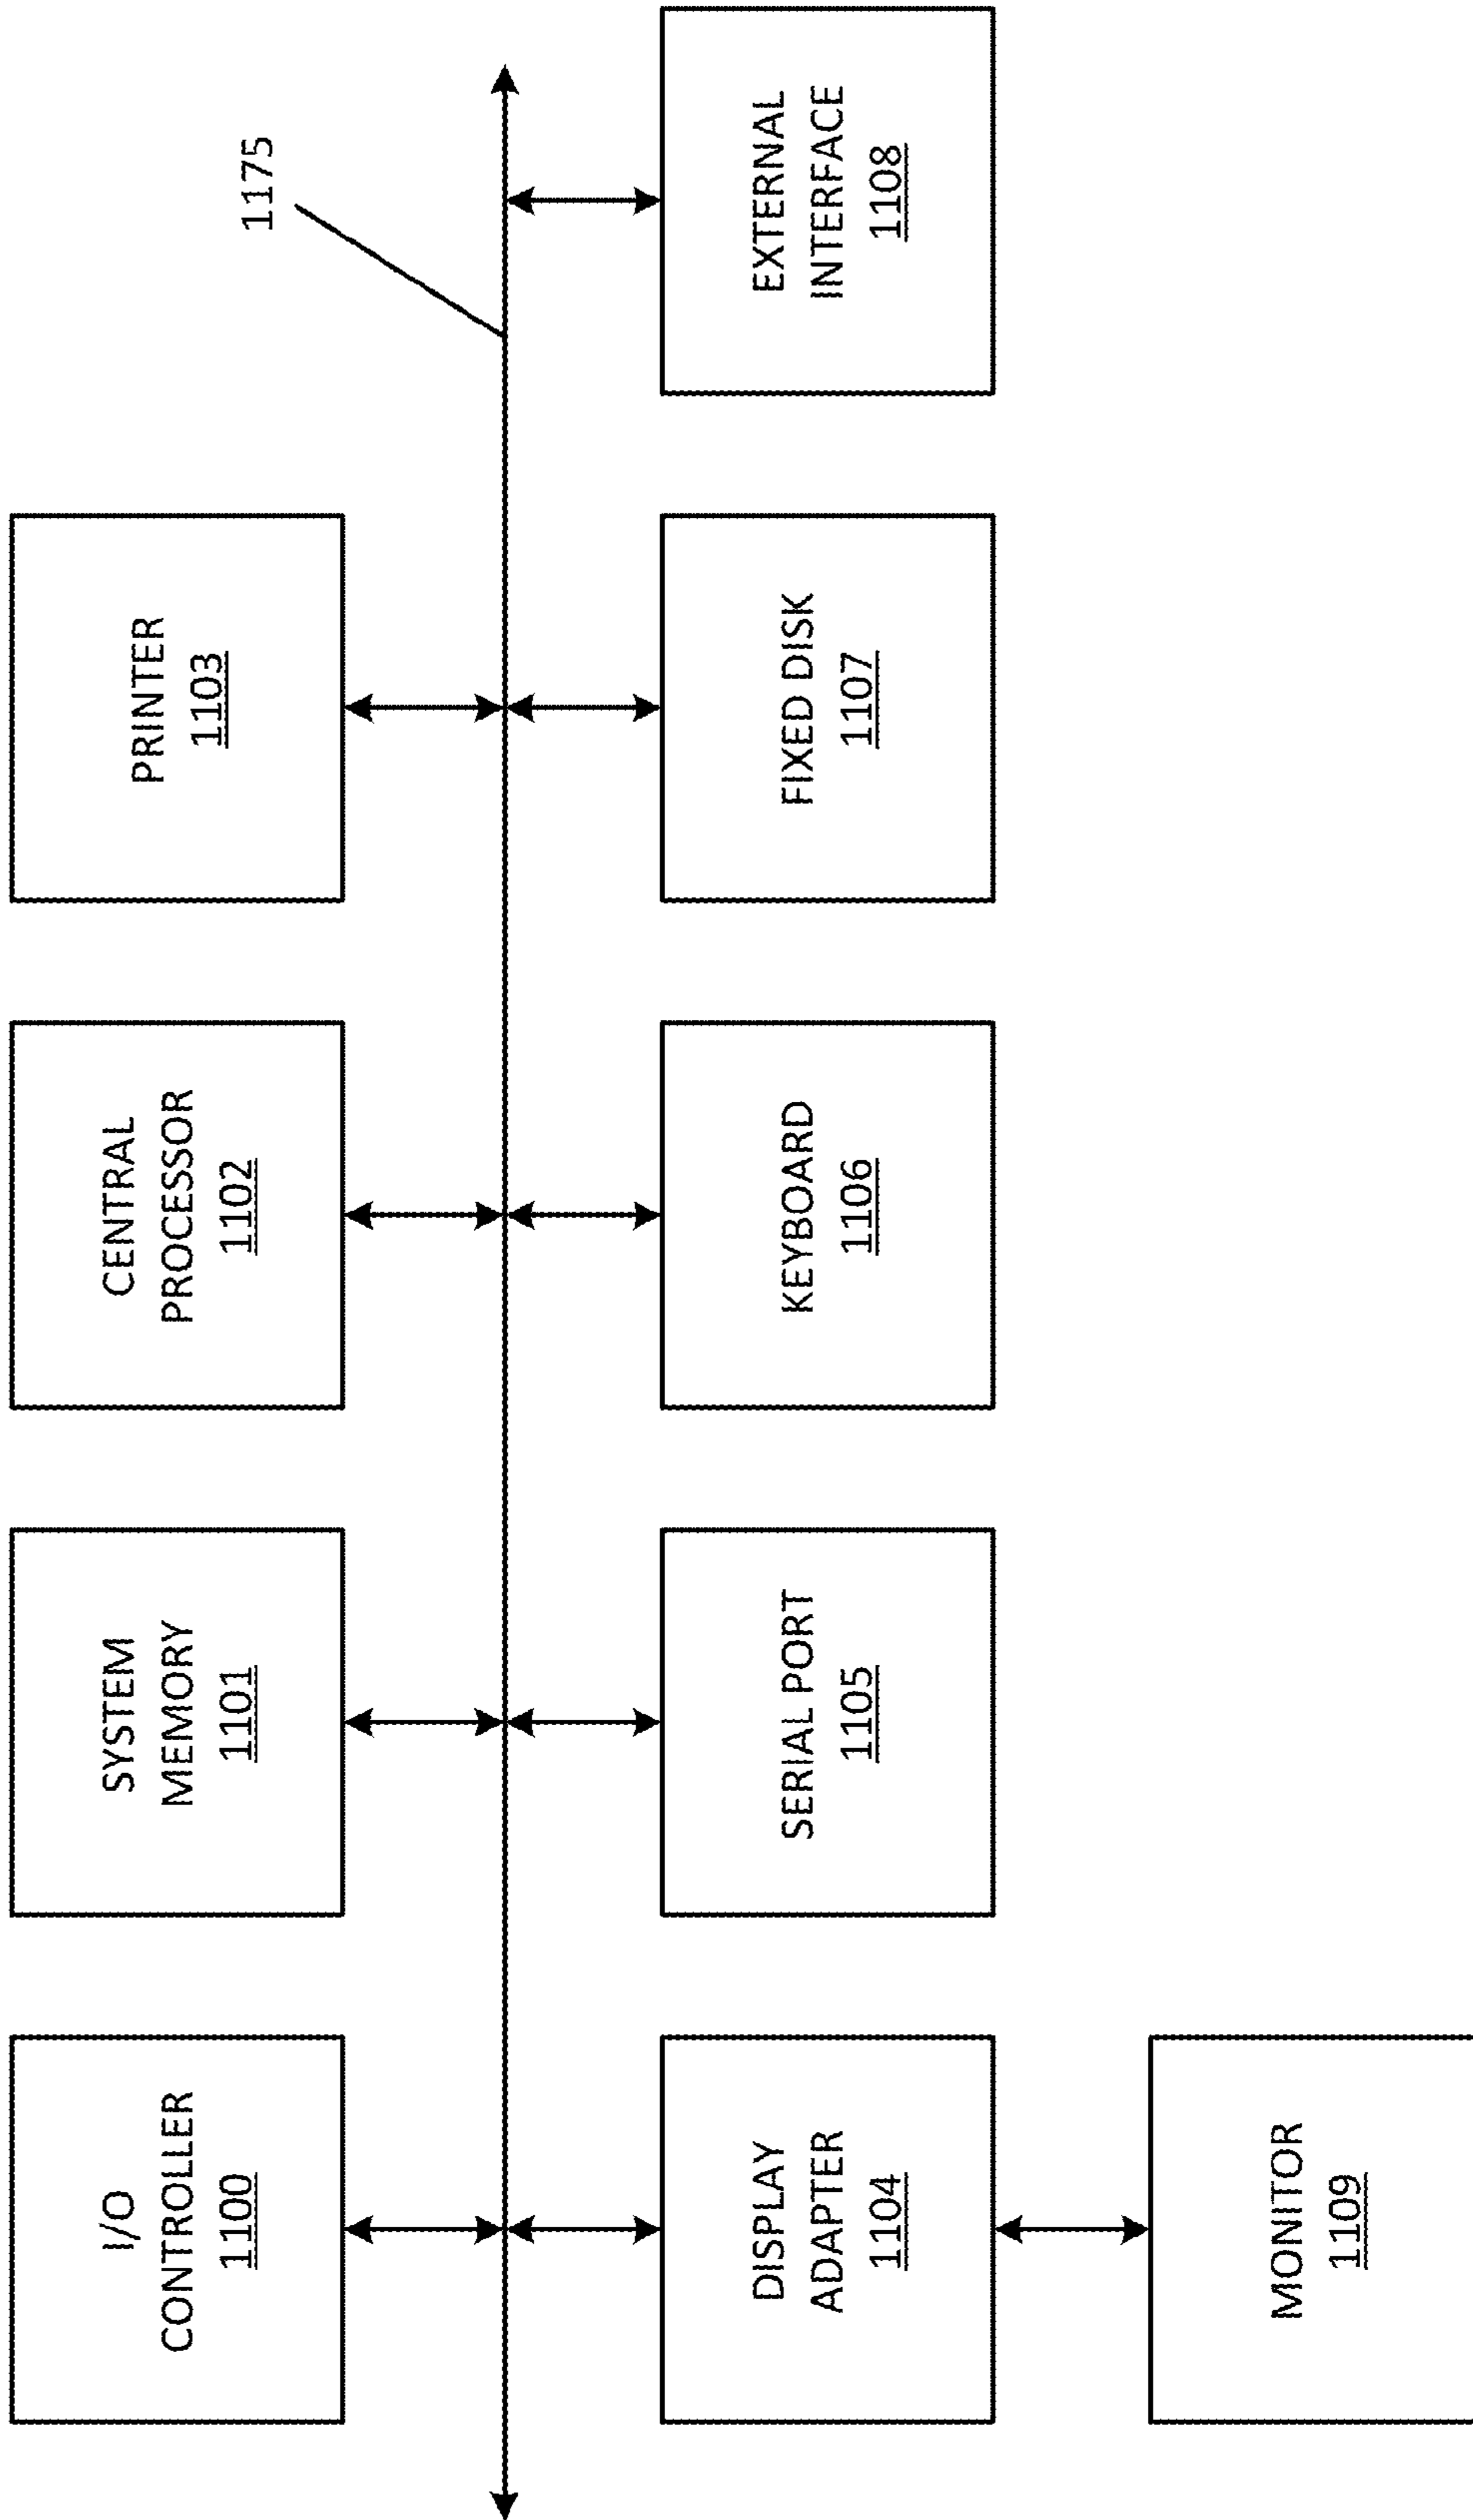 I/O
CONTROLLER
1100
SYSTEM
MEMORY
1101
CENTRAL
PROCESSOR
1102
PRINTER
1103
1175
DISPLAY
ADAPTER
1104
SERIAL PORT
1105
KEYBOARD
1106
FIXED DISK
1107
EXTERNAL
INTERFACE
1108
MONITOR
1109